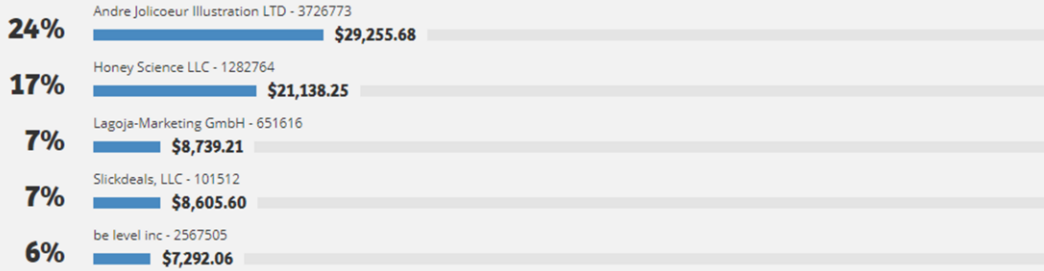 Andre Jolicoeur Illustration LTD - 3726773
24% $29,255.68
Honey Science LLC - 1282764
17% $21,138.25
Lagoja-Marketing GmbH - 651616
7% $8,739.21
Slickdeals, LLC - 101512
7% $8,605.60
be level inc - 2567505
6% $7,292.06